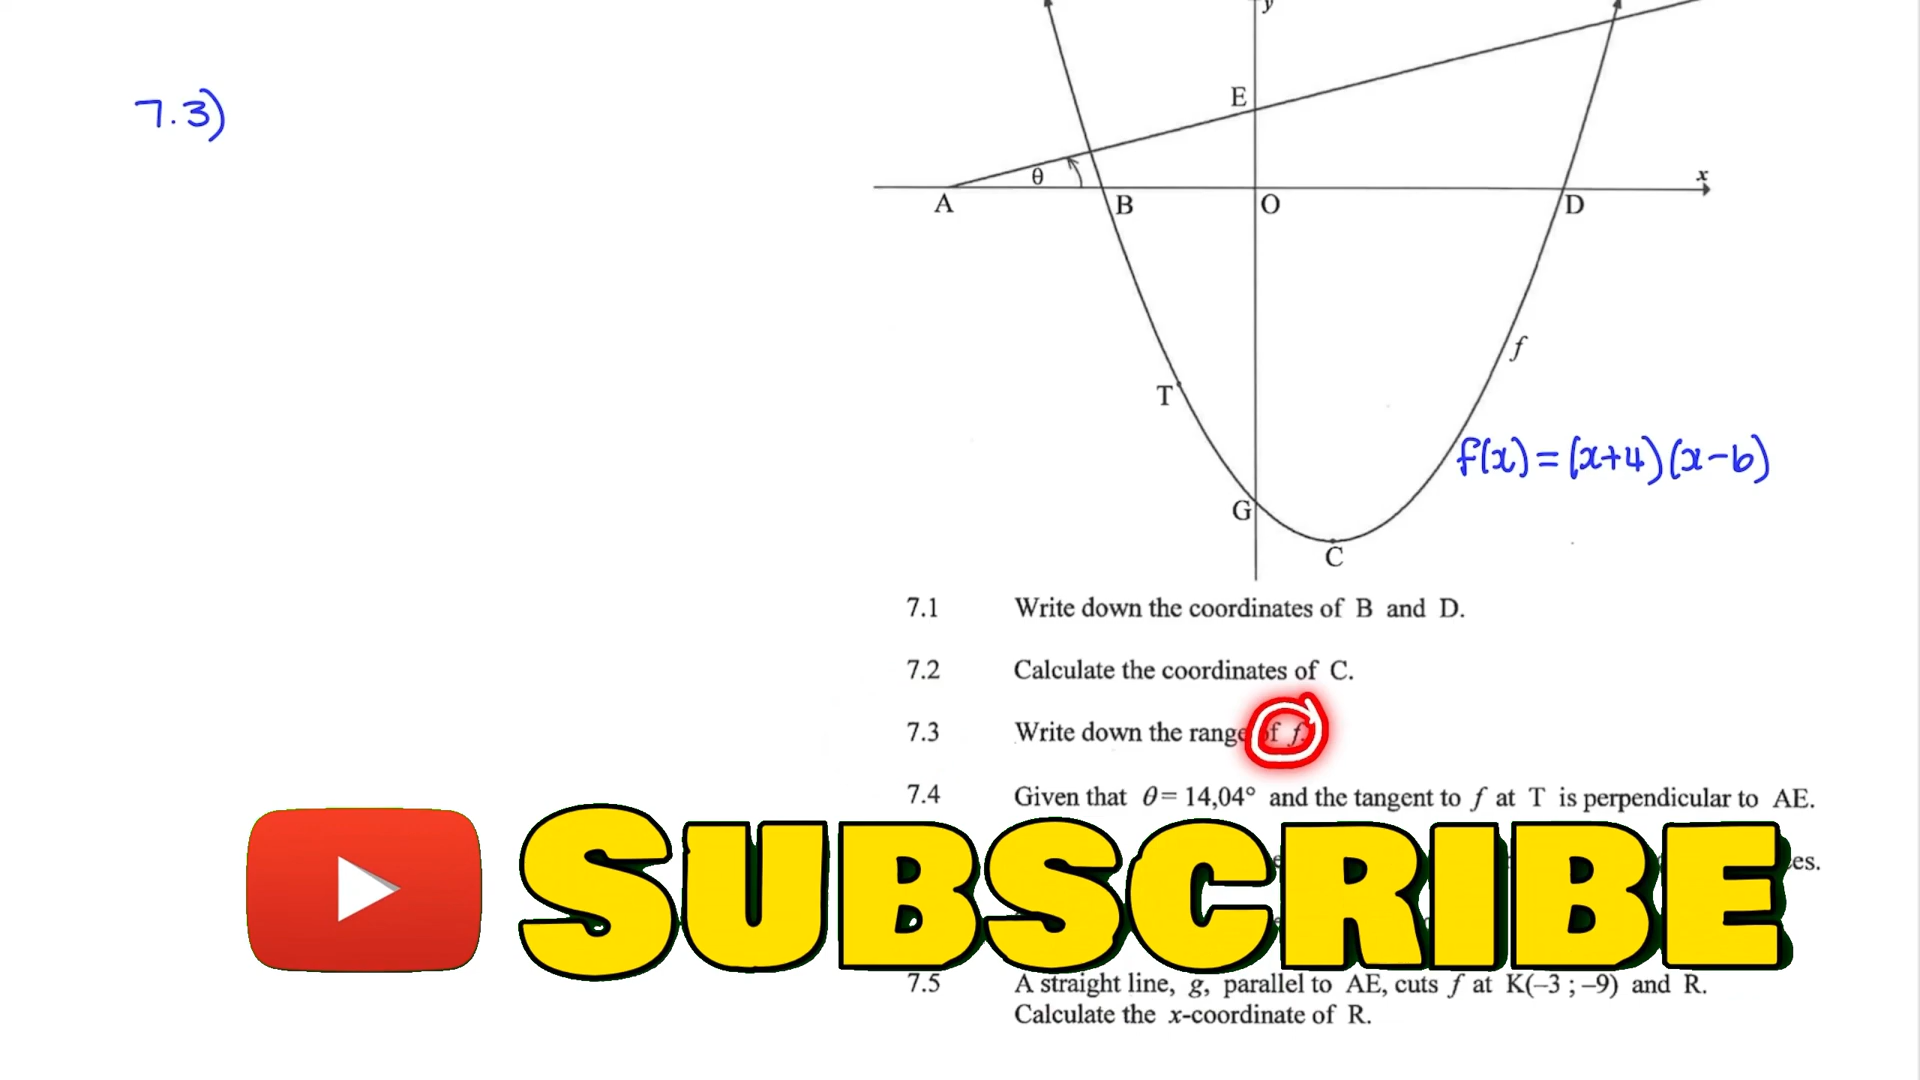 y
7.3)
E
θ
x
A
B
O
D
f
T
f(x)=(x+4)(x-6)
G
C
7.1 Write down the coordinates of B and D.
7.2 Calculate the coordinates of C.
7.3 Write down the range of f.
7.4 Given that θ= 14,04° and the tangent to f at T is perpendicular to AE.
SUBSCRIBE
7.5 A straight line, g, parallel to AE, cuts f at K(–3 ; –9) and R.
Calculate the x-coordinate of R.